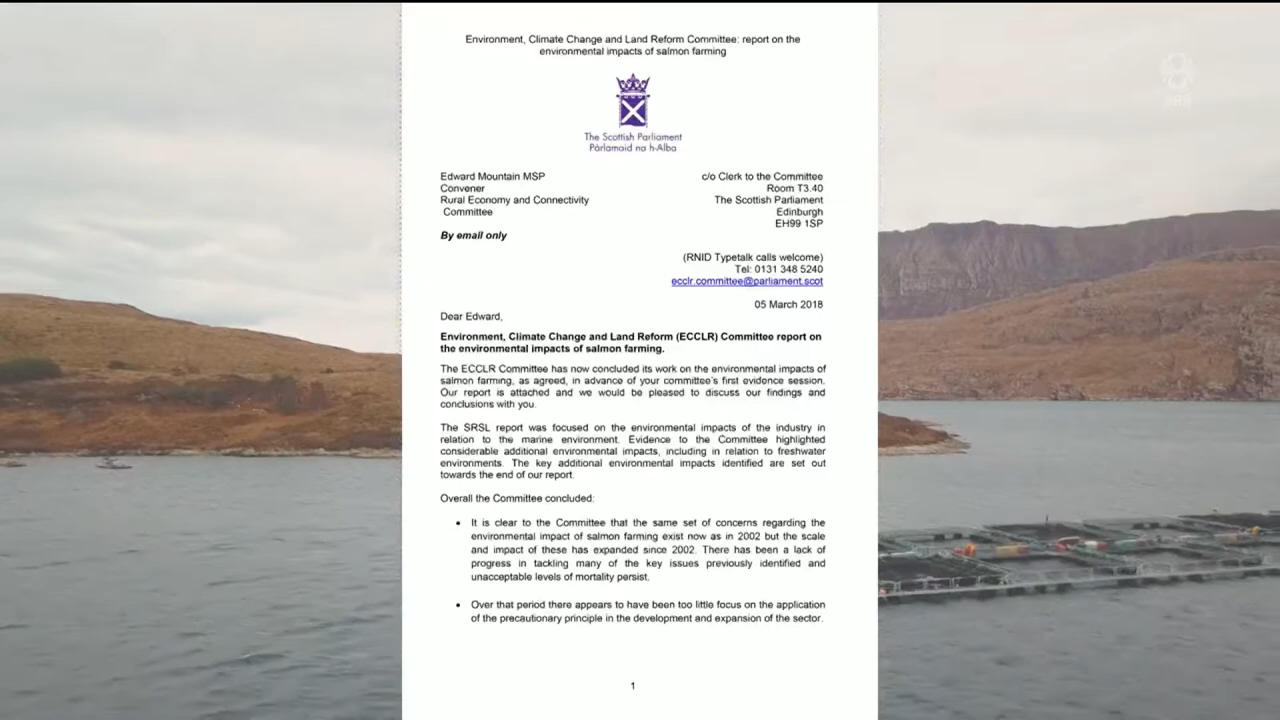 Environment, Climate Change and Land Reform Committee: report on the
environmental impacts of salmon farming
The Scottish Parliament
Pàrlamaid na h-Alba
Edward Mountain MSP
Convener
Rural Economy and Connectivity
Committee
By email only
c/o Clerk to the Committee
Room T3.40
The Scottish Parliament
Edinburgh
EH99 1SP
(RNID Typetalk calls welcome)
Tel: 0131 348 5240
ecclr.committee@parliament.scot
05 March 2018
Dear Edward,
Environment, Climate Change and Land Reform (ECCLR) Committee report on
the environmental impacts of salmon farming.
The ECCLR Committee has now concluded its work on the environmental impacts of
salmon farming, as agreed, in advance of your committee's first evidence session.
Our report is attached and we would be pleased to discuss our findings and
conclusions with you.
The SRSL report was focused on the environmental impacts of the industry in
relation to the marine environment. Evidence to the Committee highlighted
considerable additional environmental impacts, including in relation to freshwater
environments. The key additional environmental impacts identified are set out
towards the end of our report.
Overall the Committee concluded:
• It is clear to the Committee that the same set of concerns regarding the
environmental impact of salmon farming exist now as in 2002 but the scale
and impact of these has expanded since 2002. There has been a lack of
progress in tackling many of the key issues previously identified and
unacceptable levels of mortality persist.
• Over that period there appears to have been too little focus on the application
of the precautionary principle in the development and expansion of the sector.
1